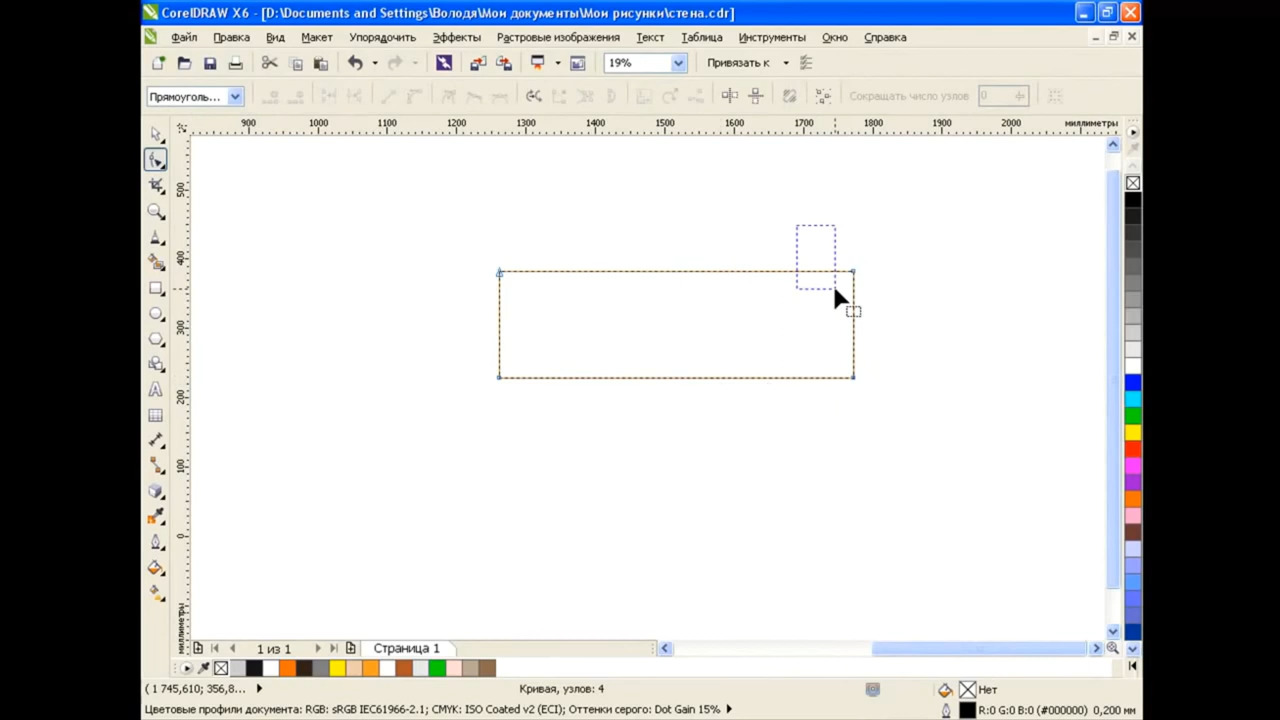 CorelDRAW X6 - [D:\Documents and Settings\Володя\Мои документы\Мои рисунки\стена.cdr]
Файл Правка Вид Макет Упорядочить Эффекты Растровые изображения Текст Таблица Инструменты Окно Справка
19% Привязать к
Прямоуголь... Сокращать число узлов 0
900 1000 1100 1200 1300 1400 1500 1600 1700 1800 1900 2000 миллиметры
500
400
300
200
100
0
миллиметры
1 из 1 Страница 1
( 1 745,610; 356,8... Кривая, узлов: 4 Нет
Цветовые профили документа: RGB: sRGB IEC61966-2.1; CMYK: ISO Coated v2 (ECI); Оттенки серого: Dot Gain 15% R:0 G:0 B:0 (#000000) 0,200 мм